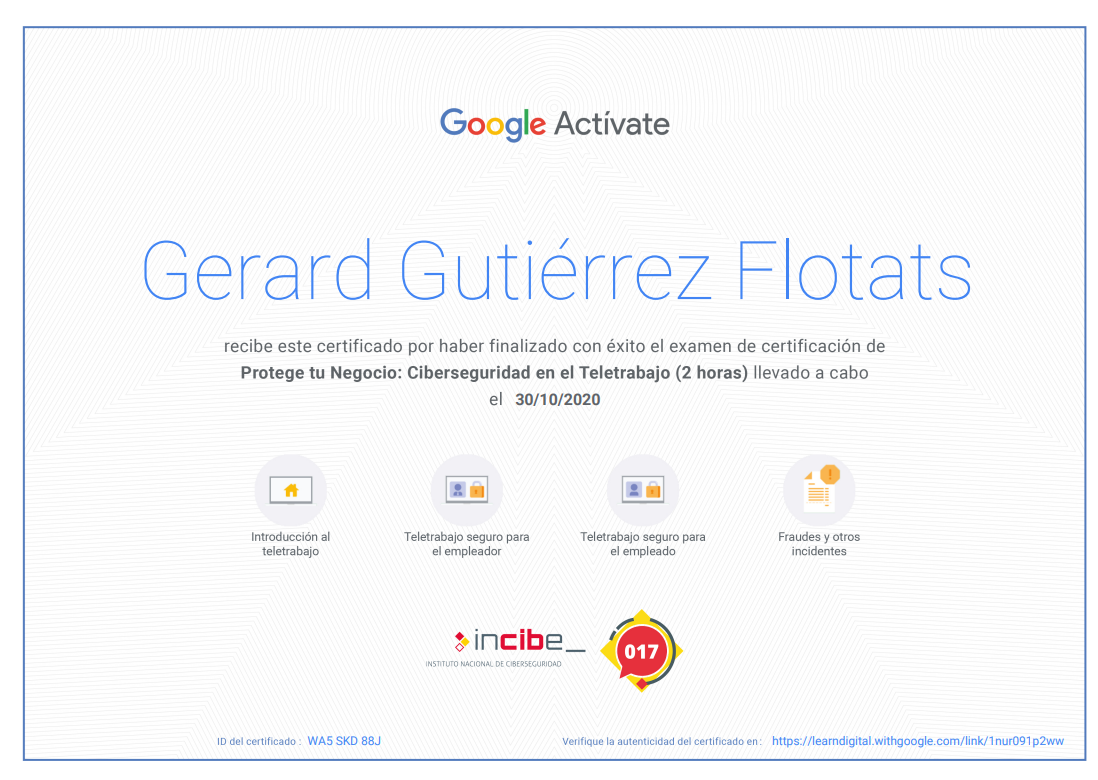 Google Actívate
Gerard Gutiérrez Flotats
recibe este certificado por haber finalizado con éxito el examen de certificación de
Protege tu Negocio: Ciberseguridad en el Teletrabajo (2 horas) llevado a cabo
el 30/10/2020
Introducción al
teletrabajo
Teletrabajo seguro para
el empleador
Teletrabajo seguro para
el empleado
Fraudes y otros
incidentes
incibe_
INSTITUTO NACIONAL DE CIBERSEGURIDAD
017
ID del certificado : WA5 SKD 88J
Verifique la autenticidad del certificado en: https://learndigital.withgoogle.com/link/1nur091p2ww